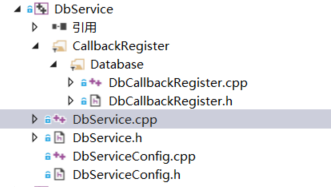 DbService
引用
CallbackRegister
Database
DbCallbackRegister.cpp
DbCallbackRegister.h
DbService.cpp
DbService.h
DbServiceConfig.cpp
DbServiceConfig.h